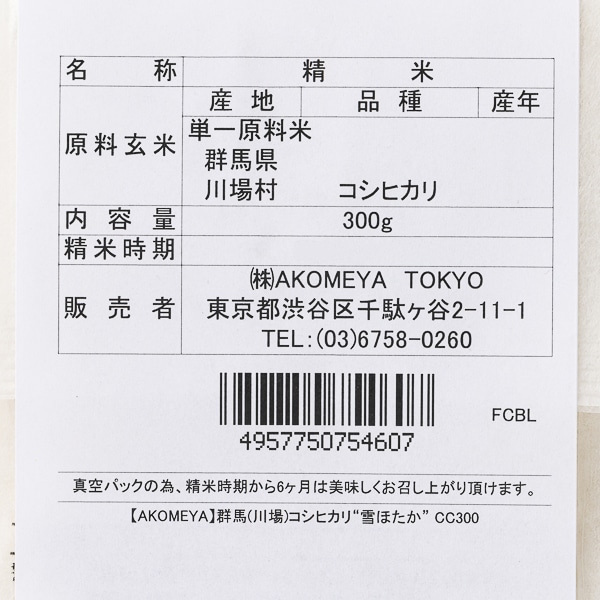 名称 精米
産地 品種 産年
原料玄米
単一原料米
群馬県
川場村 コシヒカリ
内容量 300g
精米時期
販売者
㈱AKOMEYA TOKYO
東京都渋谷区千駄ヶ谷2-11-1
TEL:(03)6758-0260
4957750754607
FCBL
真空パックの為、精米時期から6ヶ月は美味しくお召し上がり頂けます。
【AKOMEYA】群馬(川場)コシヒカリ“雪ほたか” CC300